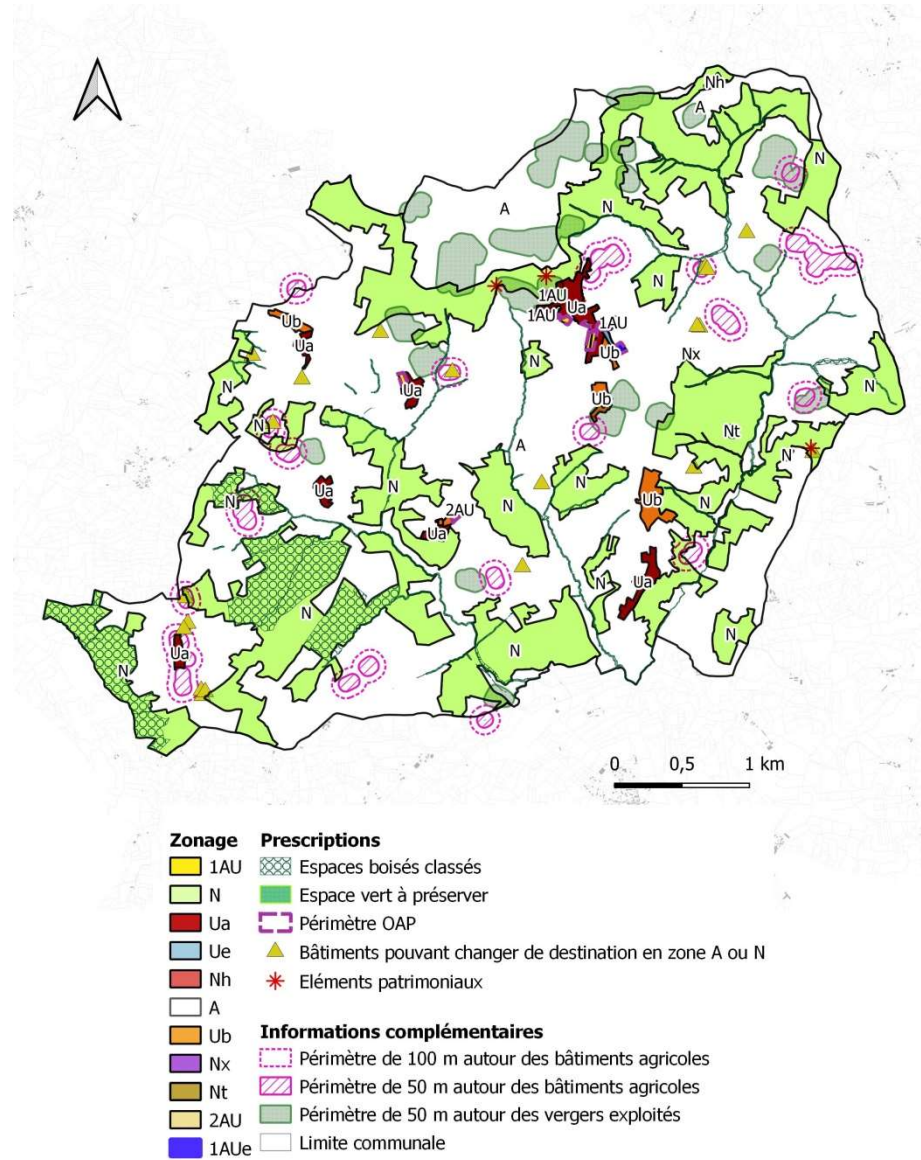 Nh
A
N
A
N
N
1AU
Ua
1AU
1AU
Ub
Ua
Ub
N
Nx
Ua
Ub
N
N
N
Nt
A
N
N
Ua
N
N
Ub
N
2AU
Ua
N
N
Ua
N
N
N
Ua
N
N
0 0,5 1 km
Zonage
1AU
N
Ua
Ue
Nh
A
Ub
Nx
Nt
2AU
1AUe
Prescriptions
Espaces boisés classés
Espace vert à préserver
Périmètre OAP
Bâtiments pouvant changer de destination en zone A ou N
Eléments patrimoniaux
Informations complémentaires
Périmètre de 100 m autour des bâtiments agricoles
Périmètre de 50 m autour des bâtiments agricoles
Périmètre de 50 m autour des vergers exploités
Limite communale